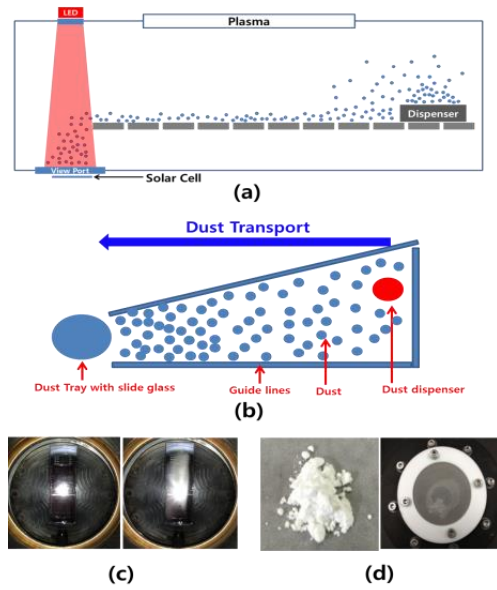 LED
Plasma
Dispenser
View Port
Solar Cell
(a)
Dust Transport
Dust Tray with slide glass
Guide lines
Dust
Dust dispenser
(b)
(c)
(d)